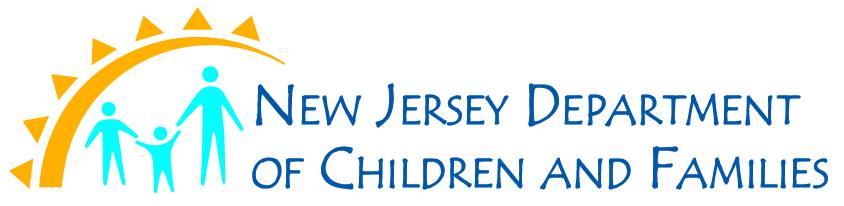 New Jersey Department
of Children and Families